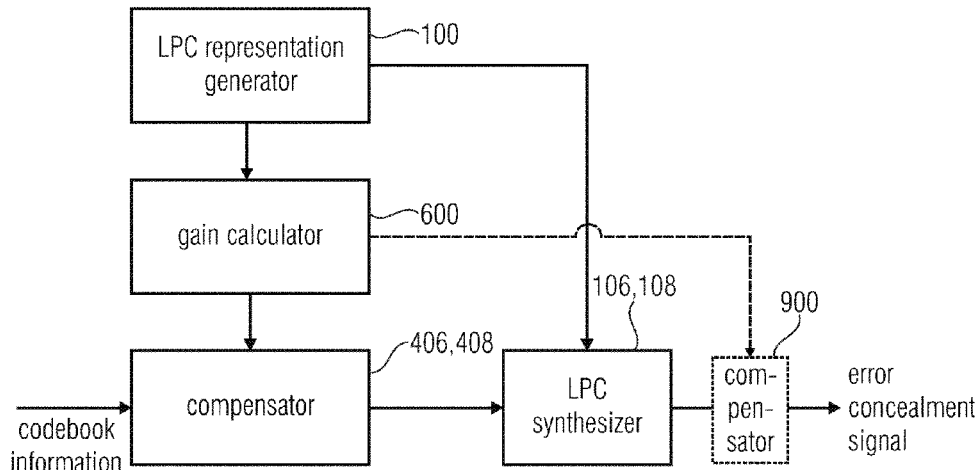 LPC representation
generator
100
gain calculator
600
106,108
900
compensator
406,408
LPC
synthesizer
com-
pen-
sator
error
concealment
signal
codebook
information